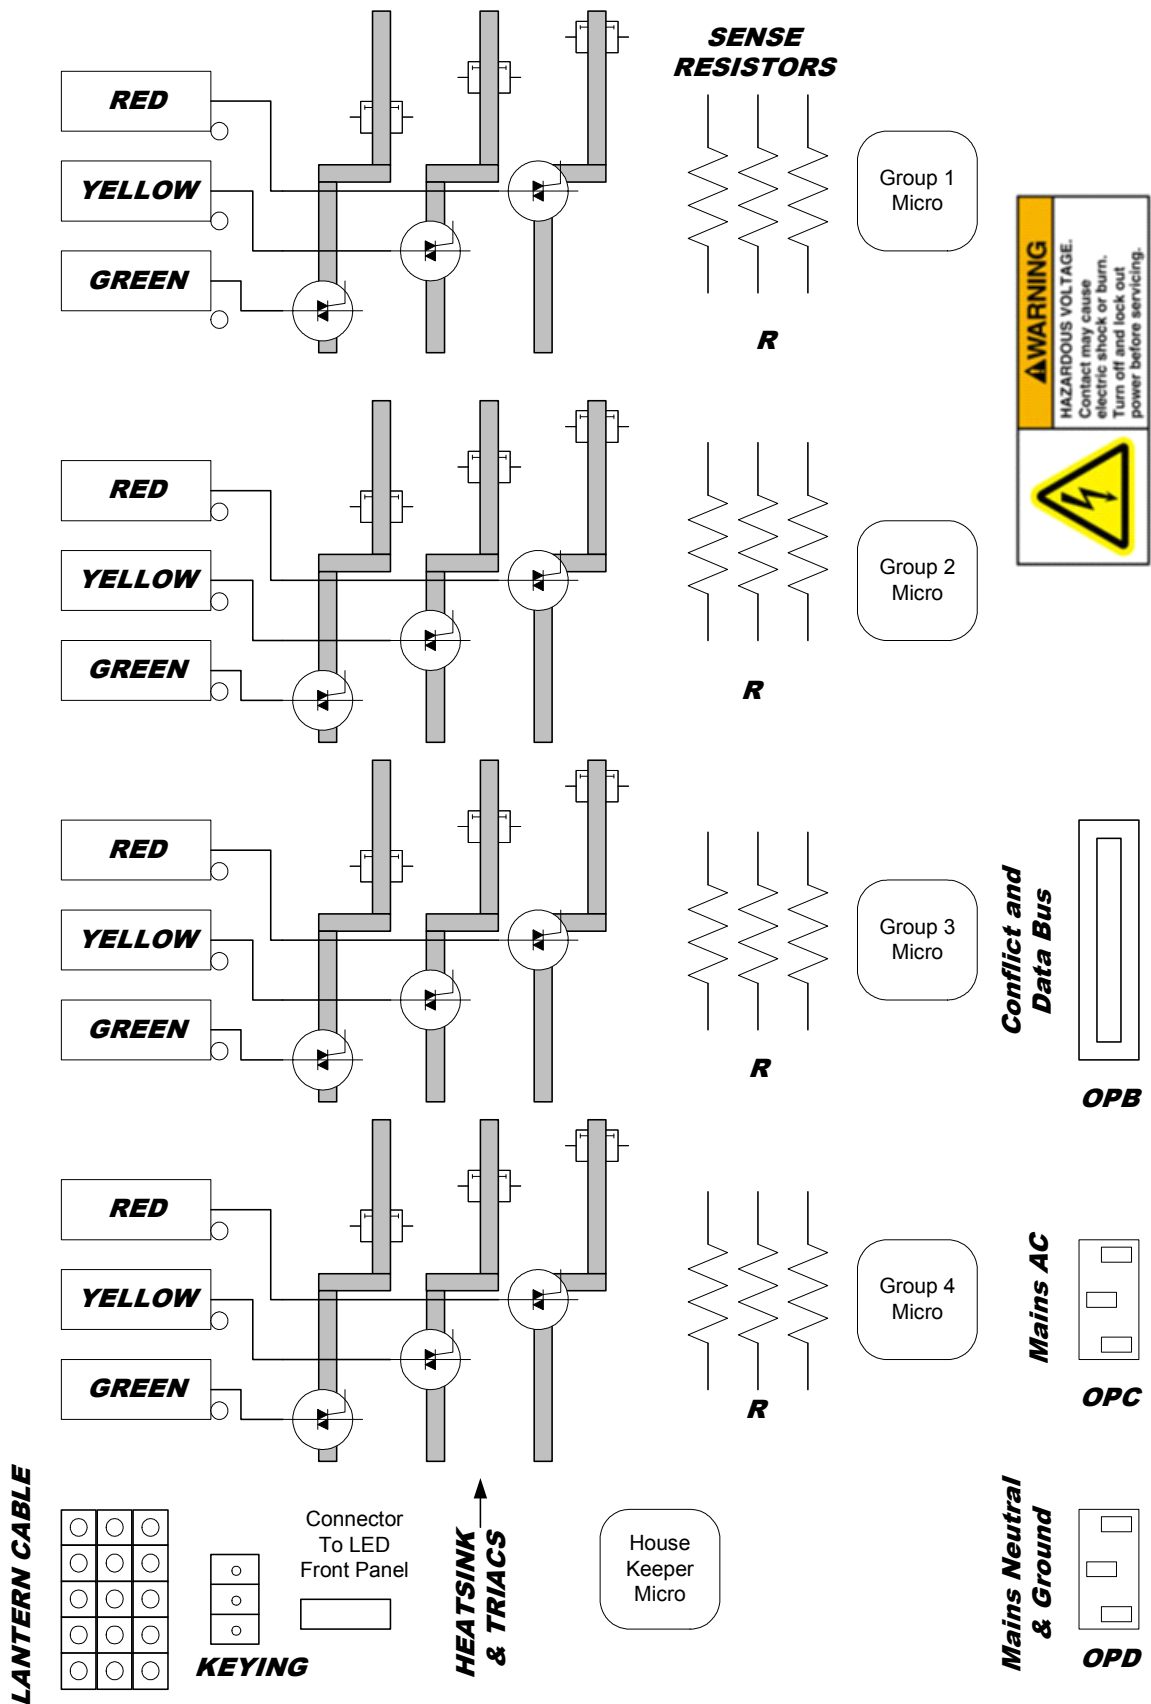 SENSE
RESISTORS
RED
YELLOW
GREEN
Group 1
Micro
R
WARNING
HAZARDOUS VOLTAGE.
Contact may cause
electric shock or burn.
Turn off and lock out
power before servicing.
RED
YELLOW
GREEN
Group 2
Micro
R
RED
YELLOW
GREEN
Group 3
Micro
R
Conflict and
Data Bus
OPB
RED
YELLOW
GREEN
Group 4
Micro
R
Mains AC
OPC
LANTERN CABLE
KEYING
Connector
To LED
Front Panel
HEATSINK
& TRIACS
House
Keeper
Micro
Mains Neutral
& Ground
OPD